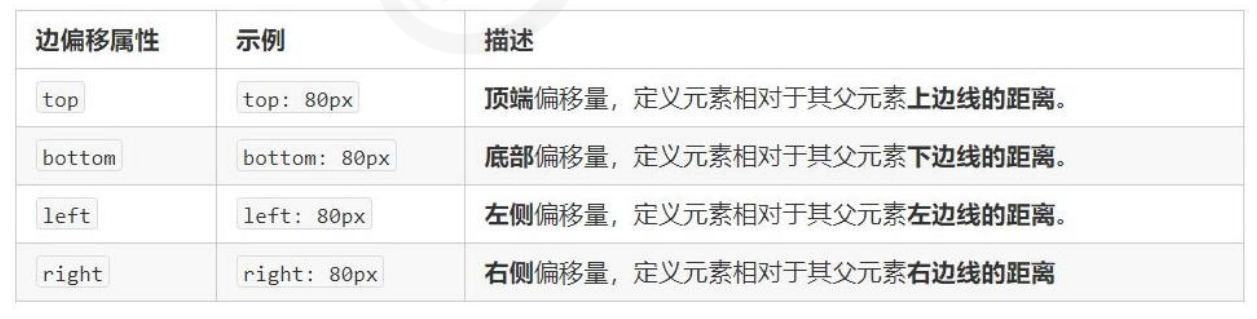 边偏移属性 示例 描述
top top: 80px 顶端偏移量，定义元素相对于其父元素上边线的距离。
bottom bottom: 80px 底部偏移量，定义元素相对于其父元素下边线的距离。
left left: 80px 左侧偏移量，定义元素相对于其父元素左边线的距离。
right right: 80px 右侧偏移量，定义元素相对于其父元素右边线的距离